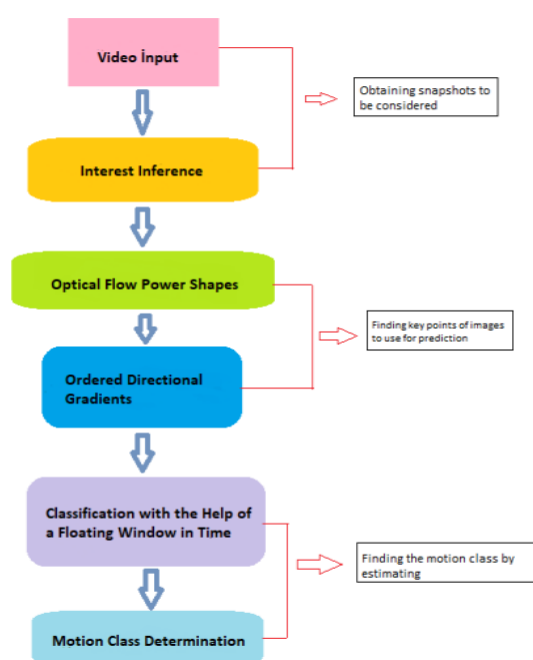 Video İnput
Obtaining snapshots to
be considered
Interest Inference
Optical Flow Power Shapes
Finding key points of images
to use for prediction
Ordered Directional
Gradients
Classification with the Help of
a Floating Window in Time
Finding the motion class by
estimating
Motion Class Determination